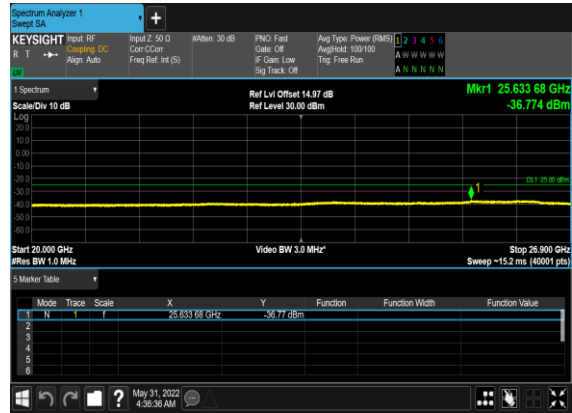 Spectrum Analyzer 1
Swept SA
+
KEYSIGHT Input: RF Input Z: 50 Ω #Atten: 30 dB PNO: Fast Avg Type: Power (RMS) 1 2 3 4 5 6
R T Coupling: DC Corr CCorr Gate: Off Avg|Hold: 100/100 A W W W W W
Align: Auto Freq Ref: Int (S) IF Gain: Low Trig: Free Run
LXI Sig Track: Off A N N N N N
1 Spectrum Ref Lvl Offset 14.97 dB Mkr1 25.633 68 GHz
Scale/Div 10 dB Ref Level 30.00 dBm -36.774 dBm
Log
20.0
10.0
0.00
-10.0
-20.0 DL1 -25.00 dBm
-30.0 1
-40.0
-50.0
-60.0
Start 20.000 GHz Video BW 3.0 MHz* Stop 26.900 GHz
#Res BW 1.0 MHz Sweep ~15.2 ms (40001 pts)
5 Marker Table
Mode Trace Scale X Y Function Function Width Function Value
1 N 1 f 25.633 68 GHz -36.77 dBm
2
3
4
5
6
? May 31, 2022
4:36:36 AM